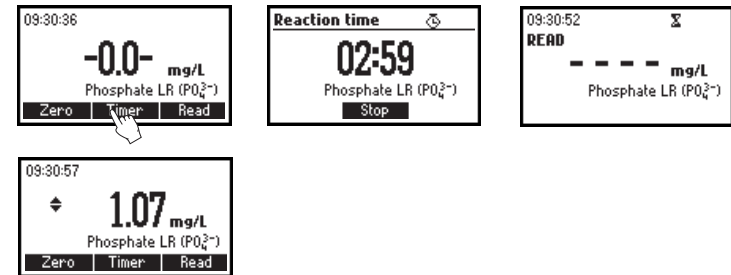 09:30:36
-0.0- mg/L
Phosphate LR (PO₄³⁻)
Zero Timer Read
Reaction time
02:59
Phosphate LR (PO₄³⁻)
Stop
09:30:52
READ
- - - - mg/L
Phosphate LR (PO₄³⁻)
09:30:57
1.07 mg/L
Phosphate LR (PO₄³⁻)
Zero Timer Read